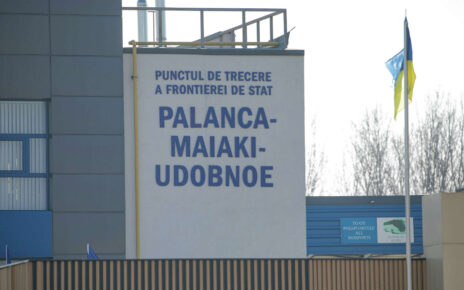 PUNCTUL DE TRECERE
A FRONTIEREI DE STAT
PALANCA-
MAIAKI-
UDOBNOE